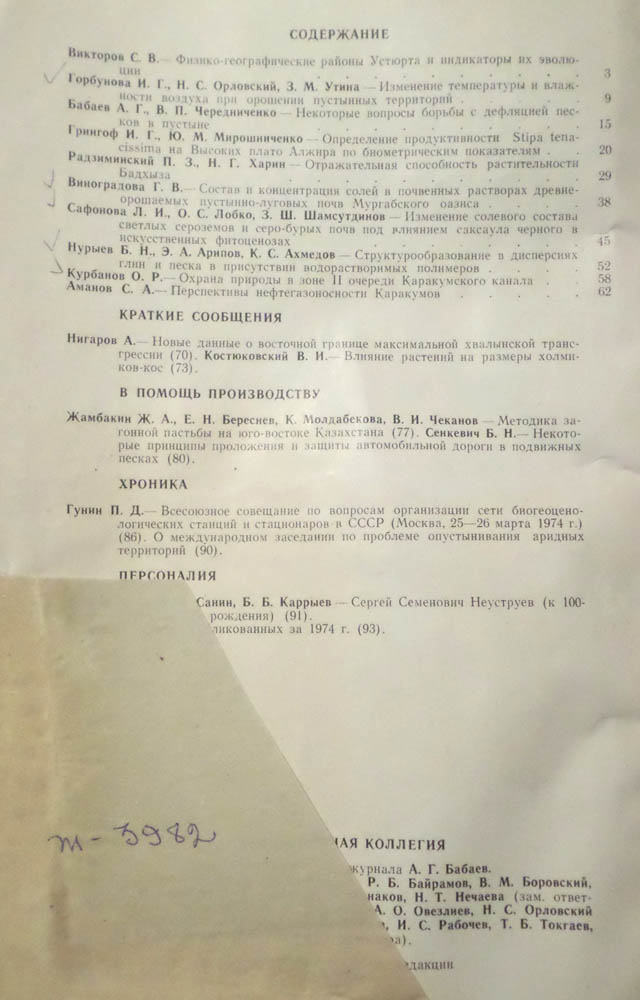 СОДЕРЖАНИЕ
Викторов С. В. — Физико-географические районы Устюрта и индикаторы их эволю-
ции . . . . . . . . . . 3
Горбунова И. Г., Н. С. Орловский, З. М. Утина — Изменение температуры и влаж-
ности воздуха при орошении пустынных территорий . . . . 9
Бабаев А. Г., В. П. Чередниченко — Некоторые вопросы борьбы с дефляцией пес-
ков в пустыне . . . . . . . . 15
Грингоф И. Г., Ю. М. Мирошниченко — Определение продуктивности Stipa tena-
cissima на Высоких плато Алжира по биометрическим показателям . . 20
Радзиминский П. З., Н. Г. Харин — Отражательная способность растительности
Бадхыза . . . . . . . . . 29
Виноградова Г. В. — Состав и концентрация солей в почвенных растворах древне-
орошаемых пустынно-луговых почв Мургабского оазиса . . . . 38
Сафонова Л. И., О. С. Лобко, З. Ш. Шамсутдинов — Изменение солевого состава
светлых сероземов и серо-бурых почв под влиянием саксаула черного в
искусственных фитоценозах . . . . . . . 45
Нурыев Б. Н., Э. А. Арипов, К. С. Ахмедов — Структурообразование в дисперсиях
глин и песка в присутствии водорастворимых полимеров . . . . 52
Курбанов О. Р. — Охрана природы в зоне II очереди Каракумского канала . . 58
Аманов С. А. — Перспективы нефтегазоносности Каракумов . . . . 62
КРАТКИЕ СООБЩЕНИЯ
Нигаров А. — Новые данные о восточной границе максимальной хвалынской транс-
грессии (70). Костюковский В. И. — Влияние растений на размеры холми-
ков-кос (73).
В ПОМОЩЬ ПРОИЗВОДСТВУ
Жамбакин Ж. А., Е. Н. Береснев, К. Молдабекова, В. И. Чеканов — Методика за-
гонной пастьбы на юго-востоке Казахстана (77). Сенкевич Б. Н. — Некото-
рые принципы проложения и защиты автомобильной дороги в подвижных
песках (80).
ХРОНИКА
Гунин П. Д. — Всесоюзное совещание по вопросам организации сети биогеоцено-
логических станций и стационаров в СССР (Москва, 25—26 марта 1974 г.)
(86). О международном заседании по проблеме опустынивания аридных
территорий (90).
ПЕРСОНАЛИЯ
Санин, Б. Б. Каррыев — Сергей Семенович Неуструев (к 100-
рождения) (91).
ликованных за 1974 г. (93).
т-5982
НАЯ КОЛЛЕГИЯ
журнала А. Г. Бабаев.
Р. Б. Байрамов, В. М. Боровский,
наков, Н. Т. Нечаева (зам. ответ-
А. О. Овезлиев, Н. С. Орловский
И. С. Рабочев, Т. Б. Токгаев,
ра).
едакции